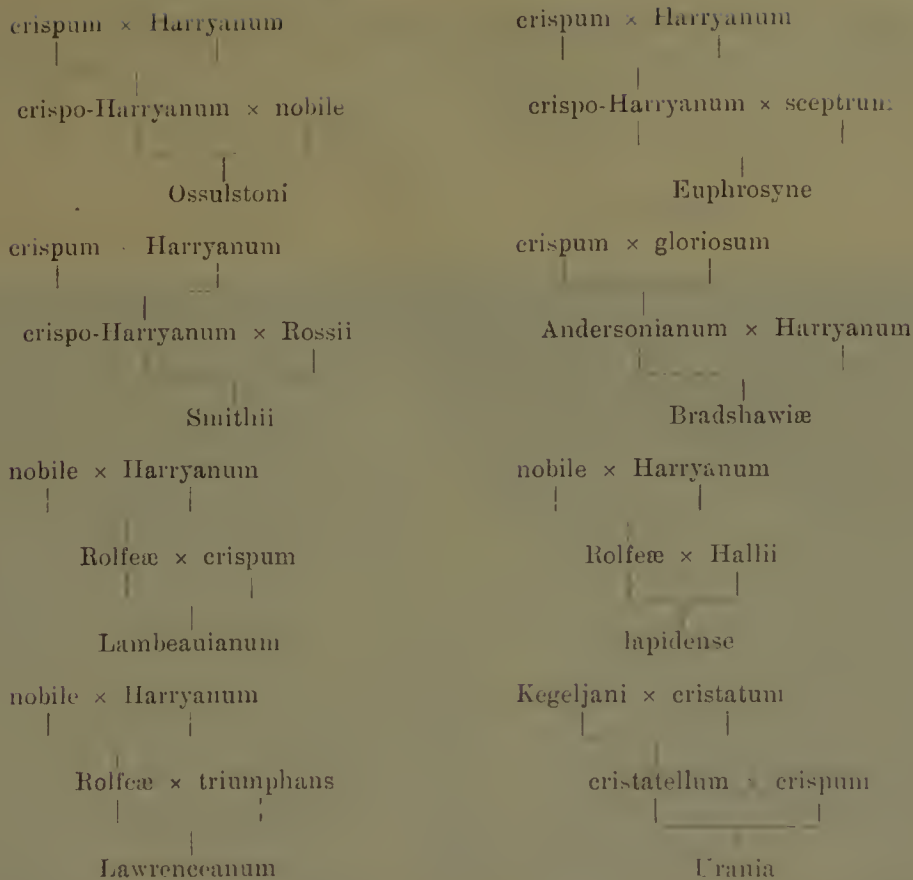 crispum × Harryanum
crispo-Harryanum × nobile
Ossulstoni
crispum × Harryanum
crispo-Harryanum × sceptrum
Euphrosyne
crispum · Harryanum
crispo-Harryanum × Rossii
Smithii
crispum × gloriosum
Andersonianum × Harryanum
Bradshawiæ
nobile × Harryanum
Rolfeæ × crispum
Lambeauianum
nobile × Harryanum
Rolfeæ × Hallii
lapidense
nobile × Harryanum
Rolfeæ × triumphans
Lawrenceanum
Kegeljani × cristatum
cristatellum × crispum
Urania